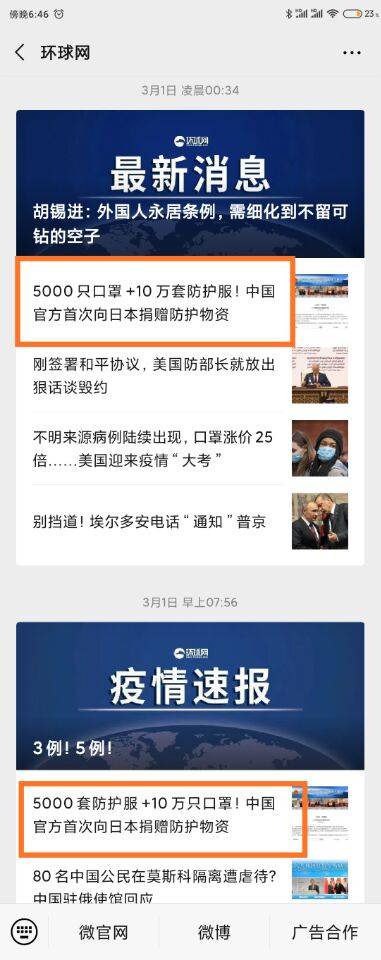 傍晚6:46
23
环球网
3月1日 凌晨00:34
环球网
最新消息
胡锡进：外国人永居条例，需细化到不留可
钻的空子
5000 只口罩 +10 万套防护服！中国
官方首次向日本捐赠防护物资
刚签署和平协议，美国防部长就放出
狠话谈毁约
不明来源病例陆续出现，口罩涨价 25
倍……美国迎来疫情“大考”
别挡道！埃尔多安电话“通知”普京
3月1日 早上07:56
环球网
疫情速报
3 例！5 例！
5000 套防护服 +10 万只口罩！中国
官方首次向日本捐赠防护物资
80 名中国公民在莫斯科隔离遭虐待？
中国驻俄使馆回应
微官网
微博
广告合作